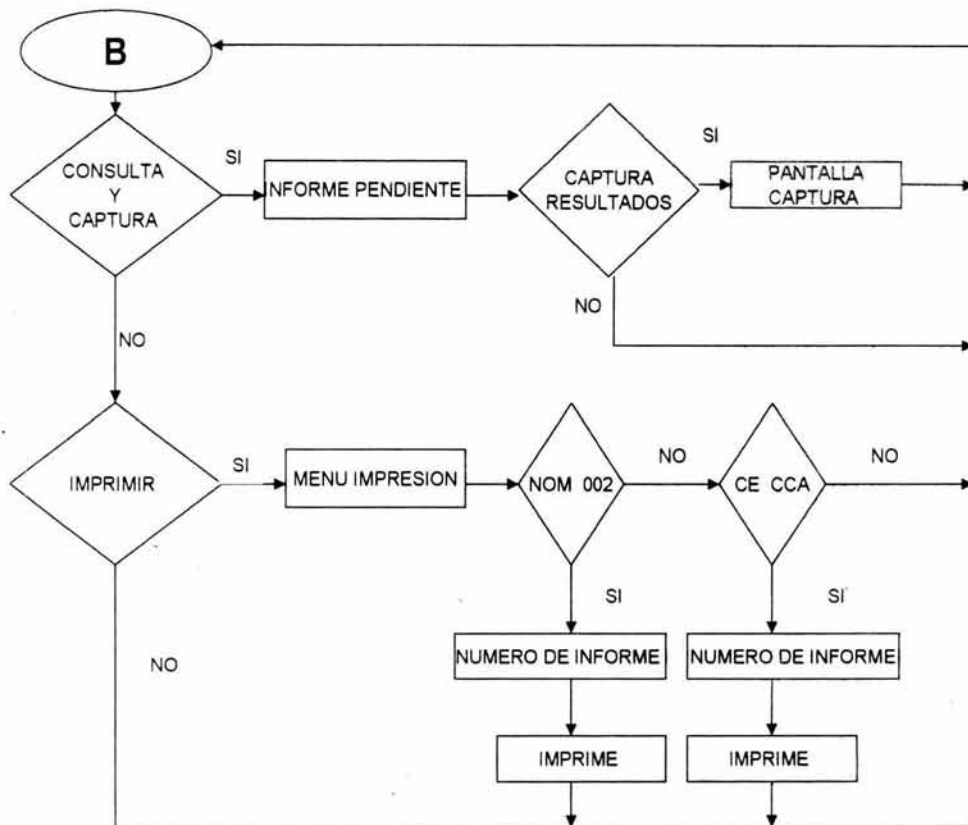 B
CONSULTA
Y
CAPTURA
SI
NFORME PENDIENTE
CAPTURA
RESULTADOS
SI
PANTALLA
CAPTURA
NO
NO
IMPRIMIR
SI
MENU IMPRESION
NOM 002
NO
CE CCA
NO
SI
SI
NO
NUMERO DE INFORME
NUMERO DE INFORME
IMPRIME
IMPRIME